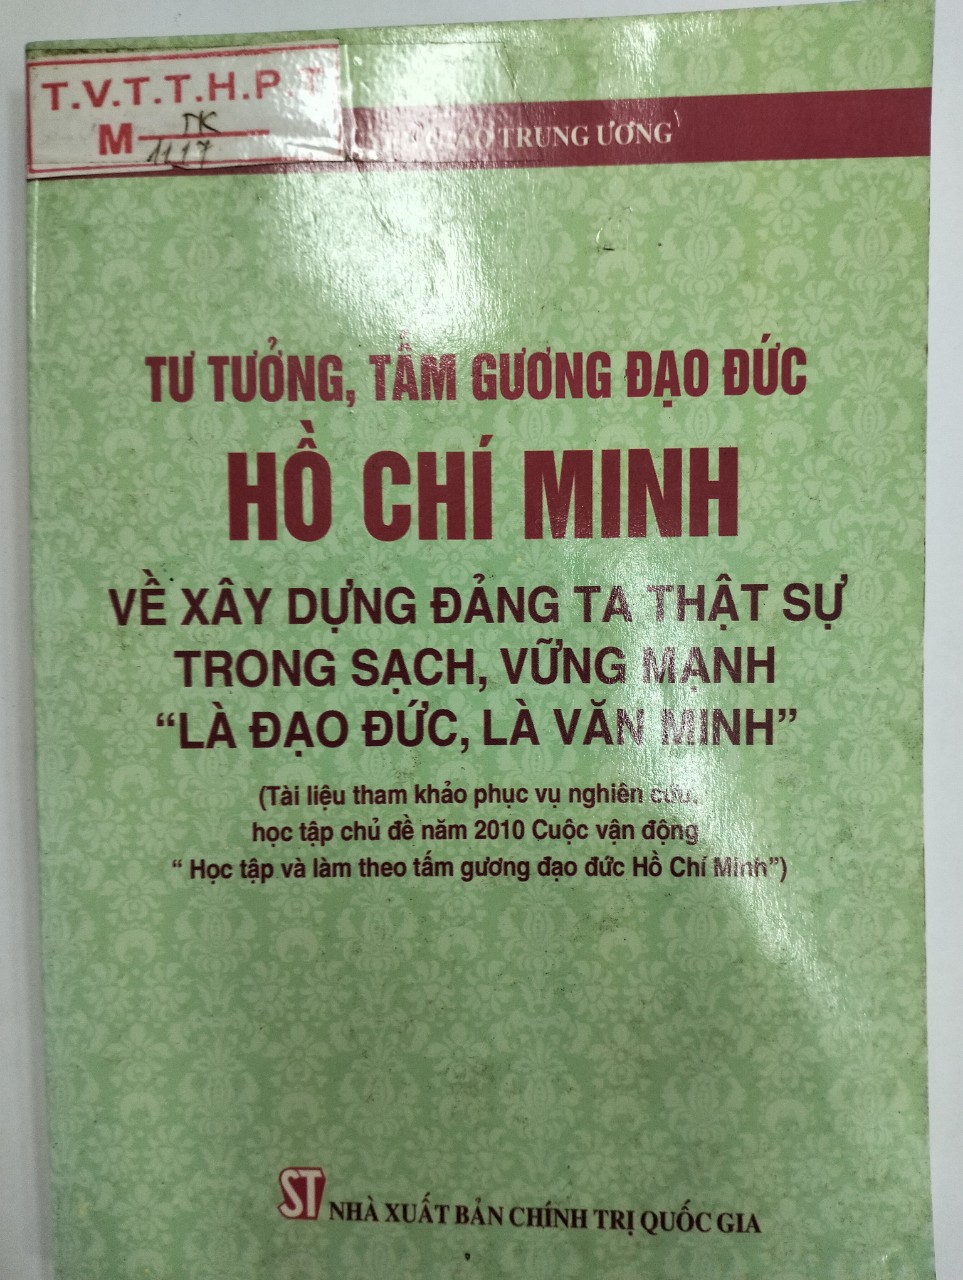 T.V.T.T.H.P.T
M
ĐK
1117
TRUNG ƯƠNG
TƯ TƯỞNG, TẤM GƯƠNG ĐẠO ĐỨC
HỒ CHÍ MINH
VỀ XÂY DỰNG ĐẢNG TA THẬT SỰ
TRONG SẠCH, VỮNG MẠNH
“LÀ ĐẠO ĐỨC, LÀ VĂN MINH”
(Tài liệu tham khảo phục vụ nghiên cứu,
học tập chủ đề năm 2010 Cuộc vận động
“ Học tập và làm theo tấm gương đạo đức Hồ Chí Minh”)
ST NHÀ XUẤT BẢN CHÍNH TRỊ QUỐC GIA